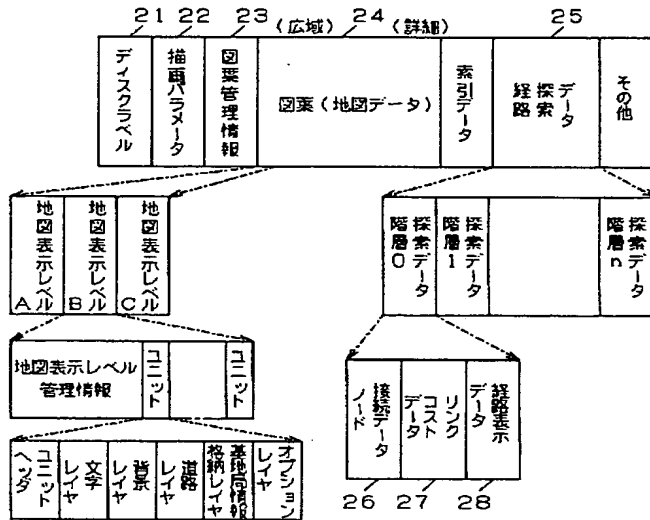 21
22
23
(広域)
24
(詳細)
25
ディスクラベル
描画パラメータ
図葉管理情報
図葉(地図データ)
索引データ
経路
探索
データ
その他
地図表示レベル
A
地図表示レベル
B
地図表示レベル
C
探索データ
階層0
探索データ
階層1
探索データ
階層n
地図表示レベル
管理情報
ユニット
ユニット
接続データ
ノード
リンク
コスト
データ
経路表示
データ
ユニット
ヘッダ
文字
レイヤ
背景
レイヤ
道路
レイヤ
基地局情報
格納レイヤ
オプション
レイヤ
26
27
28